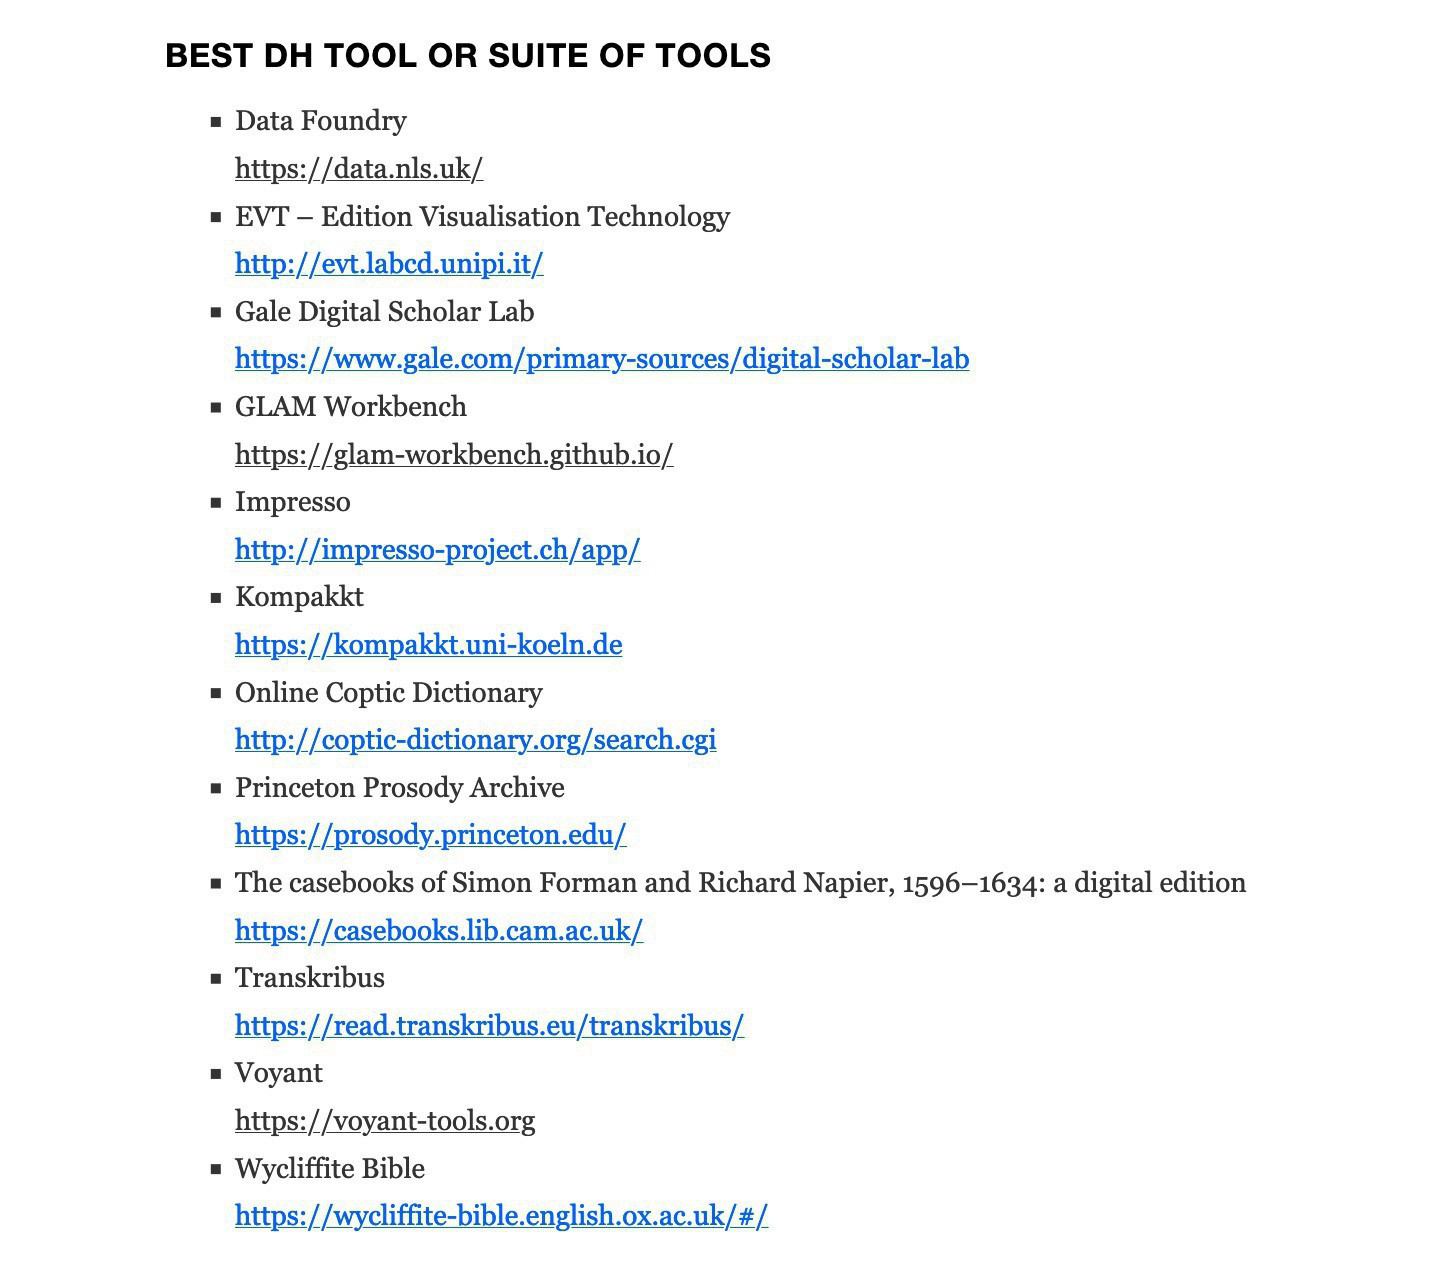 BEST DH TOOL OR SUITE OF TOOLS
▪ Data Foundry
https://data.nls.uk/
▪ EVT – Edition Visualisation Technology
http://evt.labcd.unipi.it/
▪ Gale Digital Scholar Lab
https://www.gale.com/primary-sources/digital-scholar-lab
▪ GLAM Workbench
https://glam-workbench.github.io/
▪ Impresso
http://impresso-project.ch/app/
▪ Kompakkt
https://kompakkt.uni-koeln.de
▪ Online Coptic Dictionary
http://coptic-dictionary.org/search.cgi
▪ Princeton Prosody Archive
https://prosody.princeton.edu/
▪ The casebooks of Simon Forman and Richard Napier, 1596–1634: a digital edition
https://casebooks.lib.cam.ac.uk/
▪ Transkribus
https://read.transkribus.eu/transkribus/
▪ Voyant
https://voyant-tools.org
▪ Wycliffite Bible
https://wycliffite-bible.english.ox.ac.uk/#/